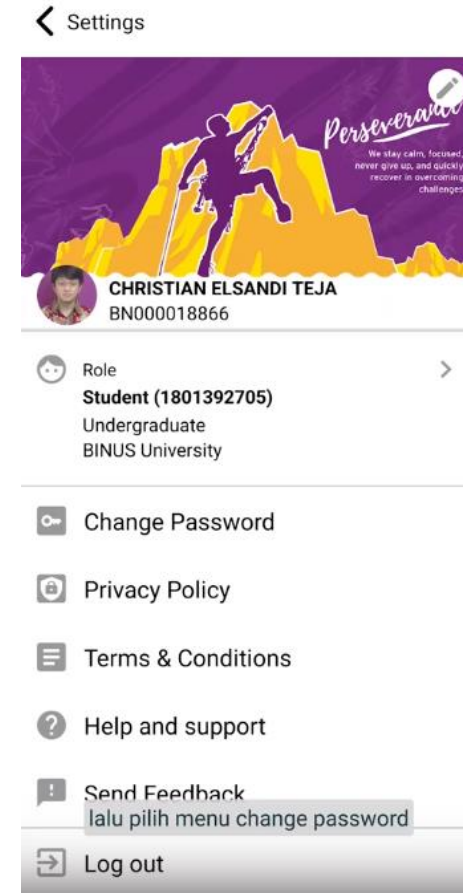 Settings
Perseverance
We stay calm, focused,
never give up, and quickly
recover in overcoming
challenges
CHRISTIAN ELSANDI TEJA
BN000018866
Role
Student (1801392705)
Undergraduate
BINUS University
Change Password
Privacy Policy
Terms & Conditions
Help and support
Send Feedback
lalu pilih menu change password
Log out